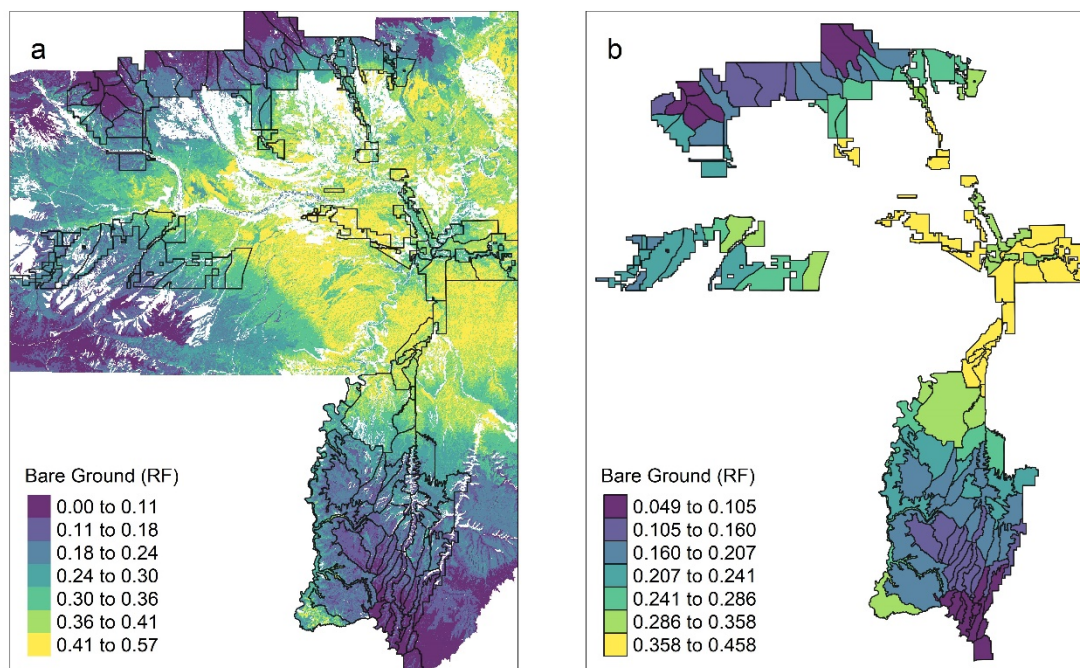 a
Bare Ground (RF)
0.00 to 0.11
0.11 to 0.18
0.18 to 0.24
0.24 to 0.30
0.30 to 0.36
0.36 to 0.41
0.41 to 0.57
b
Bare Ground (RF)
0.049 to 0.105
0.105 to 0.160
0.160 to 0.207
0.207 to 0.241
0.241 to 0.286
0.286 to 0.358
0.358 to 0.458